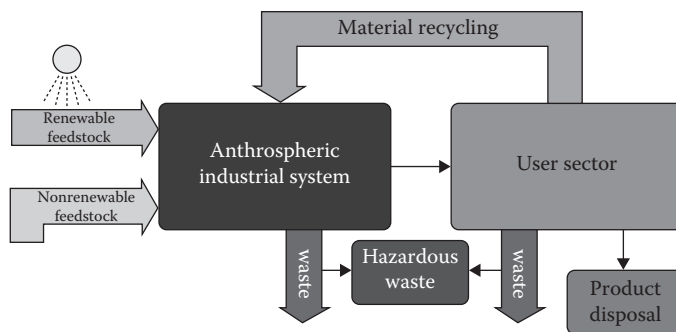 Material recycling
Renewable
feedstock
Anthrospheric
industrial system
User sector
Nonrenewable
feedstock
waste
Hazardous
waste
waste
Product
disposal